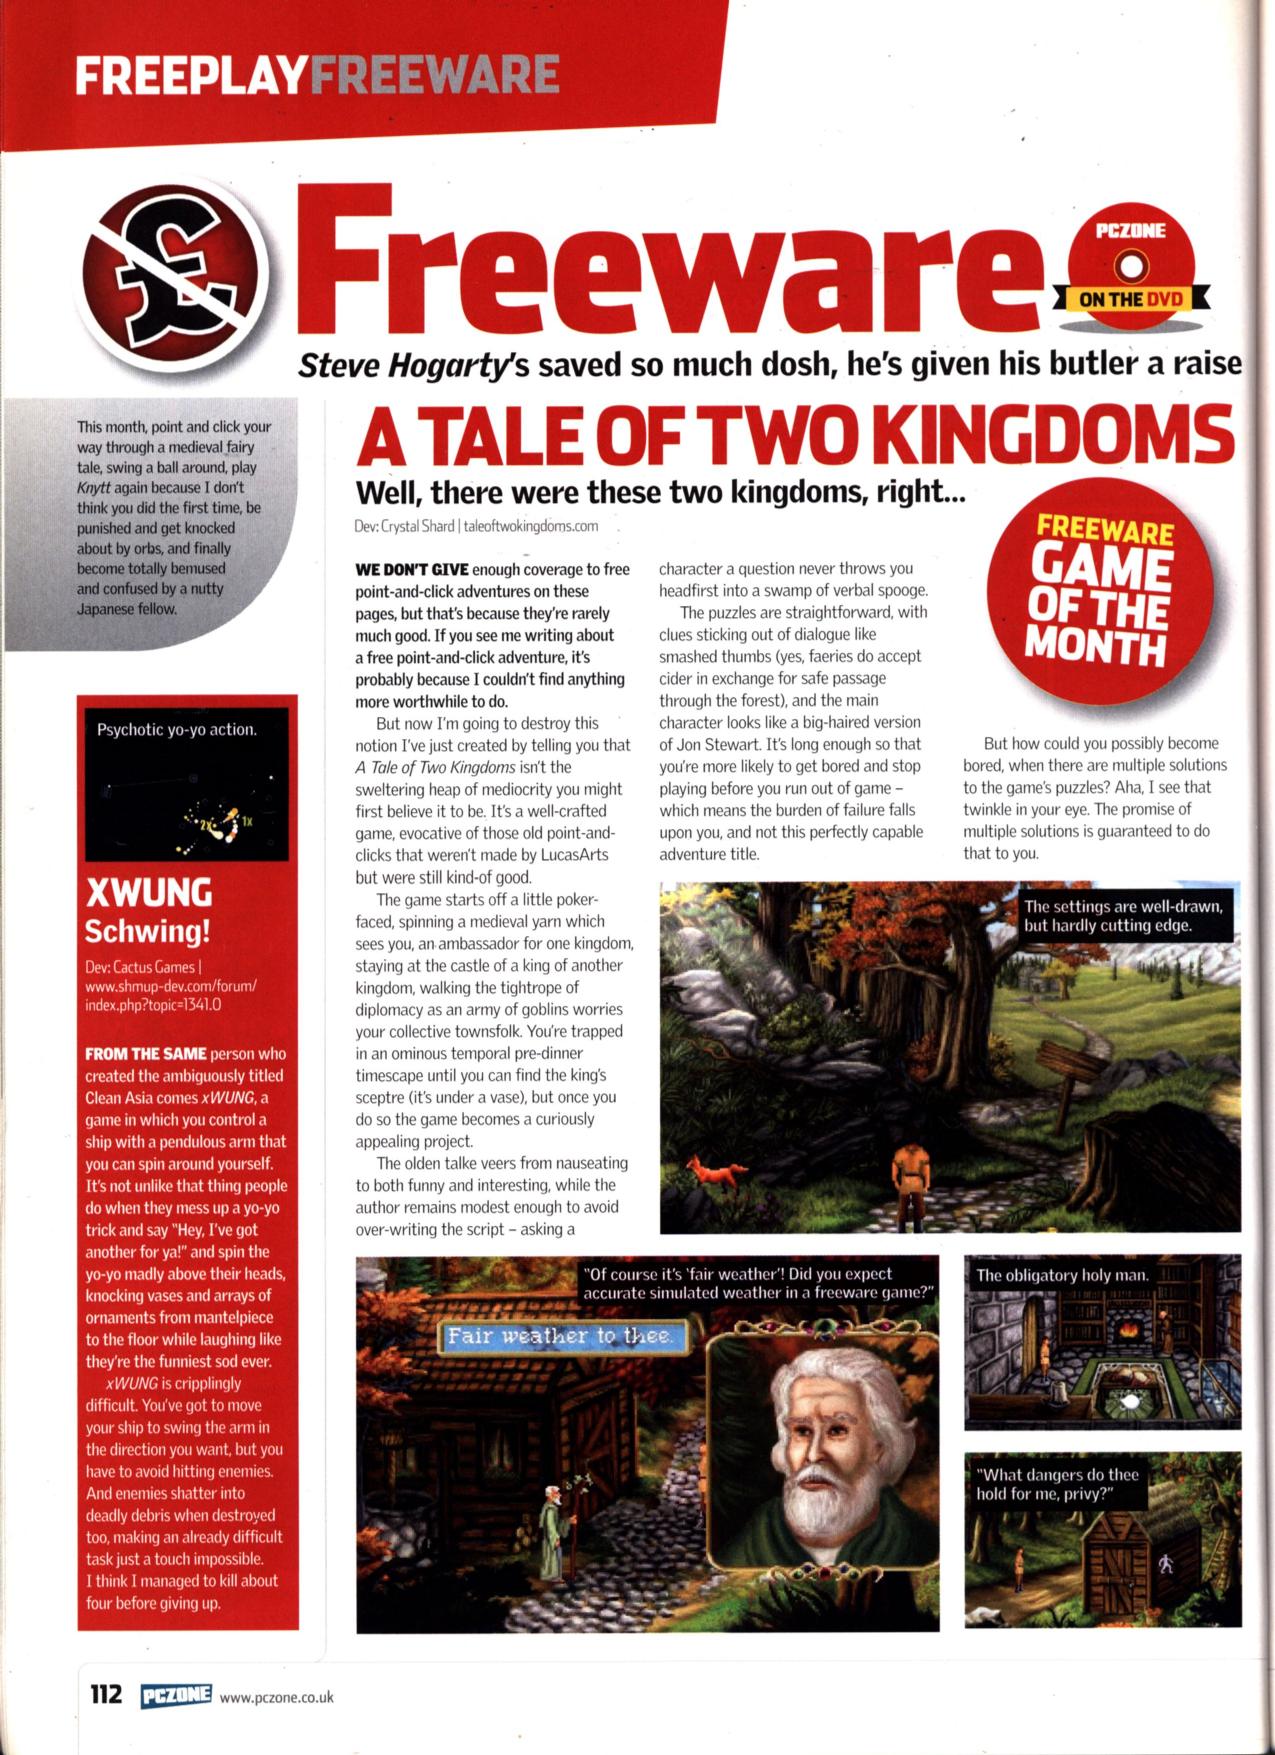 FREEPLAYFREEWARE
£
Freeware
PCZONE
ON THE DVD
Steve Hogarty's saved so much dosh, he's given his butler a raise
This month, point and click your
way through a medieval fairy
tale, swing a ball around, play
Knytt again because I don't
think you did the first time, be
punished and get knocked
about by orbs, and finally
become totally bemused
and confused by a nutty
Japanese fellow.
A TALE OF TWO KINGDOMS
Well, there were these two kingdoms, right...
Dev: Crystal Shard | taleoftwokingdoms.com
FREEWARE
GAME
OF THE
MONTH
WE DON'T GIVE enough coverage to free
point-and-click adventures on these
pages, but that's because they're rarely
much good. If you see me writing about
a free point-and-click adventure, it's
probably because I couldn't find anything
more worthwhile to do.
But now I'm going to destroy this
notion I've just created by telling you that
A Tale of Two Kingdoms isn't the
sweltering heap of mediocrity you might
first believe it to be. It's a well-crafted
game, evocative of those old point-and-
clicks that weren't made by LucasArts
but were still kind-of good.
The game starts off a little poker-
faced, spinning a medieval yarn which
sees you, an ambassador for one kingdom,
staying at the castle of a king of another
kingdom, walking the tightrope of
diplomacy as an army of goblins worries
your collective townsfolk. You're trapped
in an ominous temporal pre-dinner
timescape until you can find the king's
sceptre (it's under a vase), but once you
do so the game becomes a curiously
appealing project.
The olden talke veers from nauseating
to both funny and interesting, while the
author remains modest enough to avoid
over-writing the script – asking a
character a question never throws you
headfirst into a swamp of verbal spooge.
The puzzles are straightforward, with
clues sticking out of dialogue like
smashed thumbs (yes, faeries do accept
cider in exchange for safe passage
through the forest), and the main
character looks like a big-haired version
of Jon Stewart. It's long enough so that
you're more likely to get bored and stop
playing before you run out of game –
which means the burden of failure falls
upon you, and not this perfectly capable
adventure title.
But how could you possibly become
bored, when there are multiple solutions
to the game's puzzles? Aha, I see that
twinkle in your eye. The promise of
multiple solutions is guaranteed to do
that to you.
The settings are well-drawn,
but hardly cutting edge.
"Of course it's 'fair weather'! Did you expect
accurate simulated weather in a freeware game?"
Fair weather to thee.
The obligatory holy man.
"What dangers do thee
hold for me, privy?"
Psychotic yo-yo action.
2x
1x
XWUNG
Schwing!
Dev: Cactus Games |
www.shmup-dev.com/forum/
index.php?topic=1341.0
FROM THE SAME person who
created the ambiguously titled
Clean Asia comes xWUNG, a
game in which you control a
ship with a pendulous arm that
you can spin around yourself.
It's not unlike that thing people
do when they mess up a yo-yo
trick and say "Hey, I've got
another for ya!" and spin the
yo-yo madly above their heads,
knocking vases and arrays of
ornaments from mantelpiece
to the floor while laughing like
they're the funniest sod ever.
xWUNG is cripplingly
difficult. You've got to move
your ship to swing the arm in
the direction you want, but you
have to avoid hitting enemies.
And enemies shatter into
deadly debris when destroyed
too, making an already difficult
task just a touch impossible.
I think I managed to kill about
four before giving up.
112 PCZONE www.pczone.co.uk